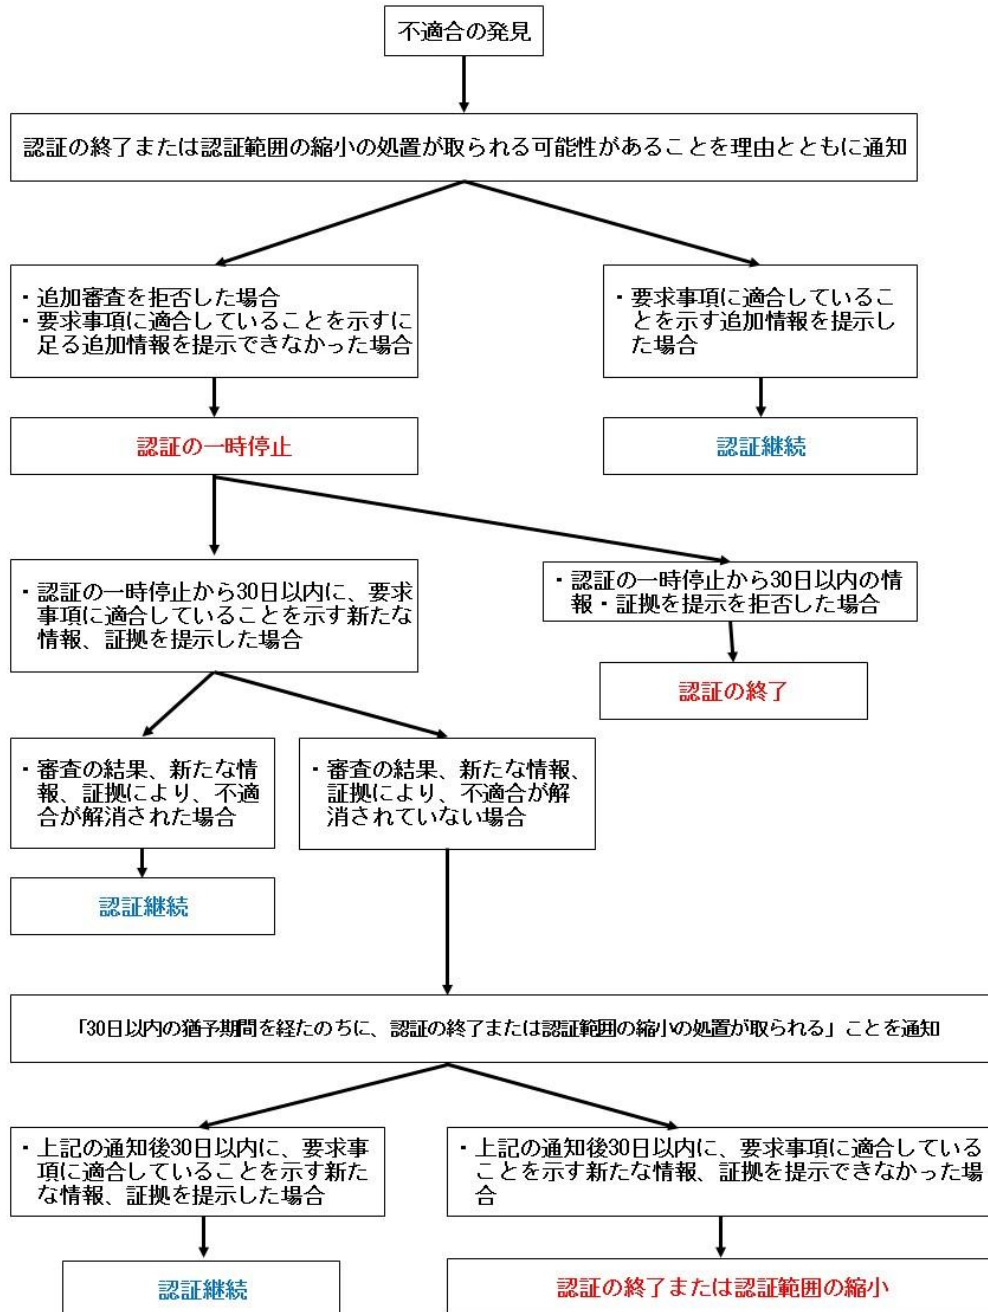 不適合の発見
認証の終了または認証範囲の縮小の処置が取られる可能性があることを理由とともに通知
・追加審査を拒否した場合
・要求事項に適合していることを示すに
足る追加情報を提示できなかった場合
・要求事項に適合しているこ
とを示す追加情報を提示し
た場合
認証の一時停止
認証継続
・認証の一時停止から30日以内に、要求
事項に適合していることを示す新たな
情報、証拠を提示した場合
・認証の一時停止から30日以内の情
報・証拠を提示を拒否した場合
認証の終了
・審査の結果、新たな情
報、証拠により、不適
合が解消された場合
・審査の結果、新たな情報、
証拠により、不適合が解
消されていない場合
認証継続
「30日以内の猶予期間を経たのちに、認証の終了または認証範囲の縮小の処置が取られる」ことを通知
・上記の通知後30日以内に、要求事
項に適合していることを示す新た
な情報、証拠を提示した場合
・上記の通知後30日以内に、要求事項に適合している
ことを示す新たな情報、証拠を提示できなかった場
合
認証継続
認証の終了または認証範囲の縮小